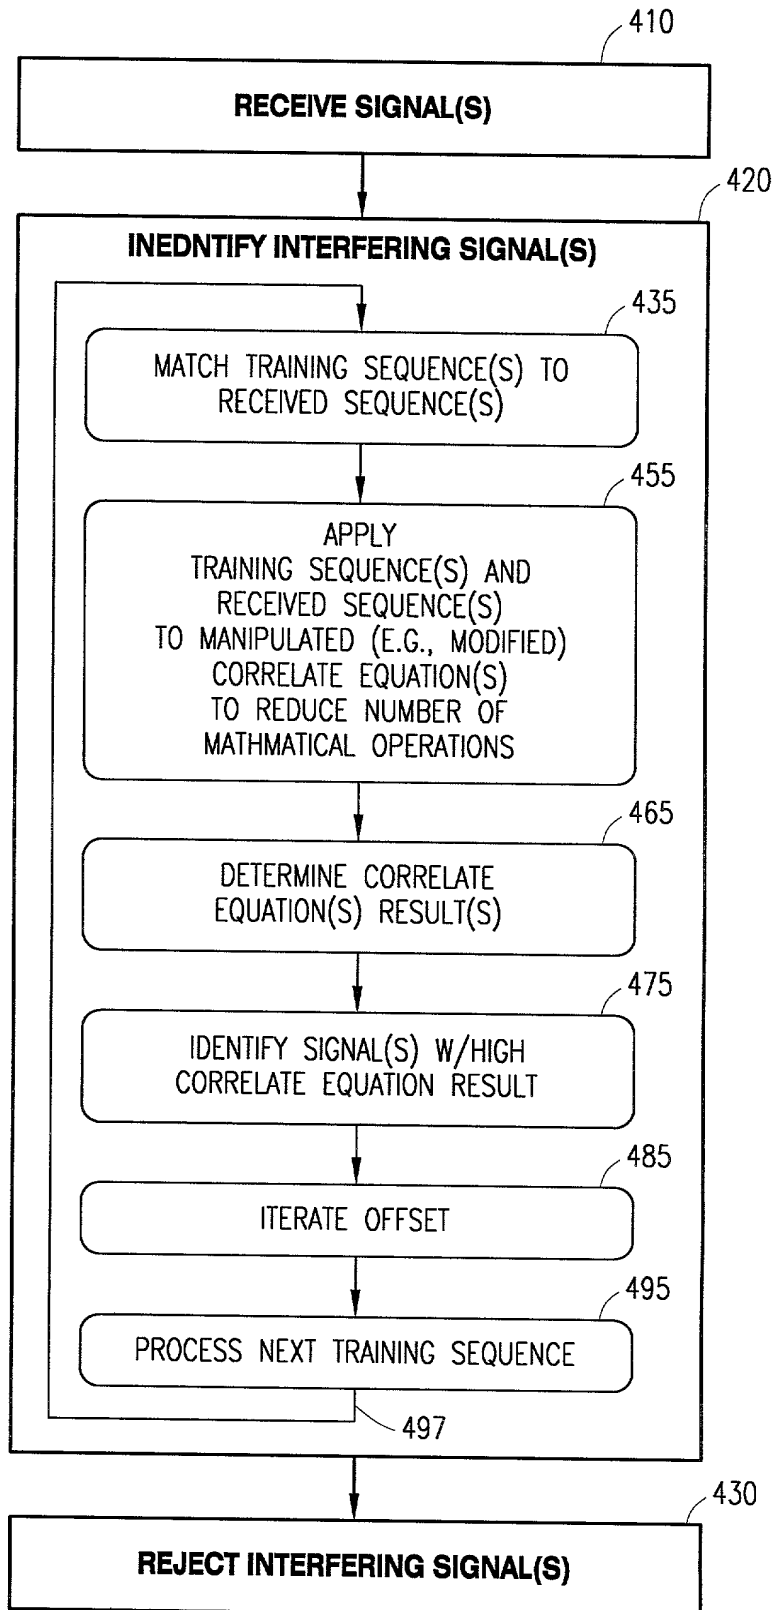 410
RECEIVE SIGNAL(S)
420
INEDNTIFY INTERFERING SIGNAL(S)
435
MATCH TRAINING SEQUENCE(S) TO
RECEIVED SEQUENCE(S)
455
APPLY
TRAINING SEQUENCE(S) AND
RECEIVED SEQUENCE(S)
TO MANIPULATED (E.G., MODIFIED)
CORRELATE EQUATION(S)
TO REDUCE NUMBER OF
MATHMATICAL OPERATIONS
465
DETERMINE CORRELATE
EQUATION(S) RESULT(S)
475
IDENTIFY SIGNAL(S) W/HIGH
CORRELATE EQUATION RESULT
485
ITERATE OFFSET
495
PROCESS NEXT TRAINING SEQUENCE
497
430
REJECT INTERFERING SIGNAL(S)